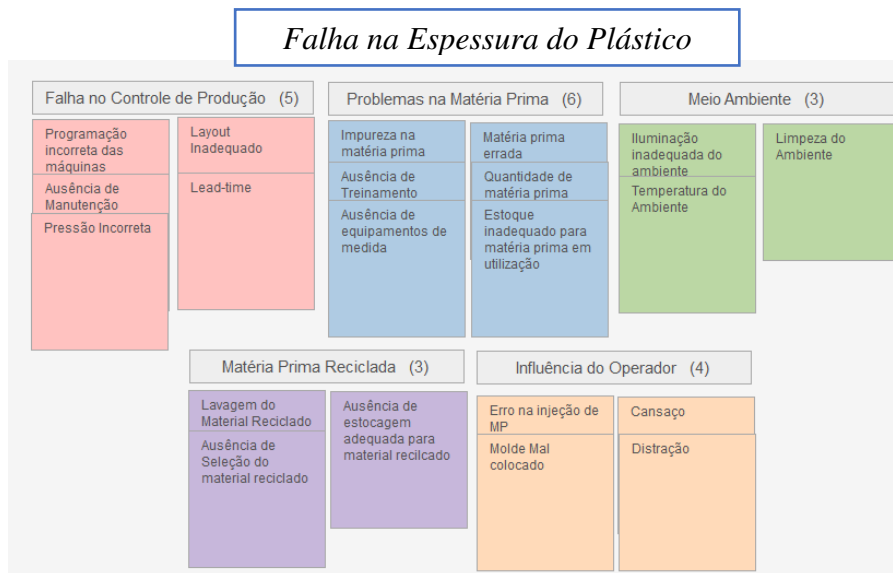 Falha na Espessura do Plástico
Falha no Controle de Produção (5)
Programação
incorreta das
máquinas
Ausência de
Manutenção
Pressão Incorreta
Layout
Inadequado
Lead-time
Problemas na Matéria Prima (6)
Impureza na
matéria prima
Ausência de
Treinamento
Ausência de
equipamentos de
medida
Matéria prima
errada
Quantidade de
matéria prima
Estoque
inadequado para
matéria prima em
utilização
Meio Ambiente (3)
Iluminação
inadequada do
ambiente
Temperatura do
Ambiente
Limpeza do
Ambiente
Matéria Prima Reciclada (3)
Lavagem do
Material Reciclado
Ausência de
Seleção do
material reciclado
Ausência de
estocagem
adequada para
material recilcado
Influência do Operador (4)
Erro na injeção de
MP
Molde Mal
colocado
Cansaço
Distração